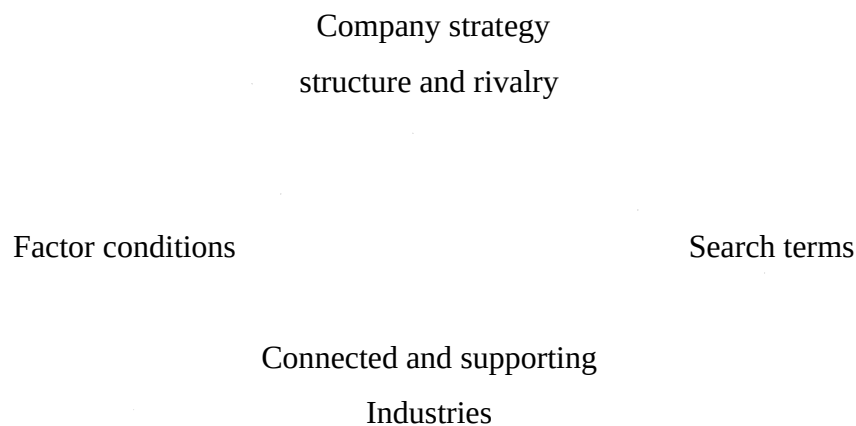 Company strategy
structure and rivalry
Factor conditions
Search terms
Connected and supporting
Industries